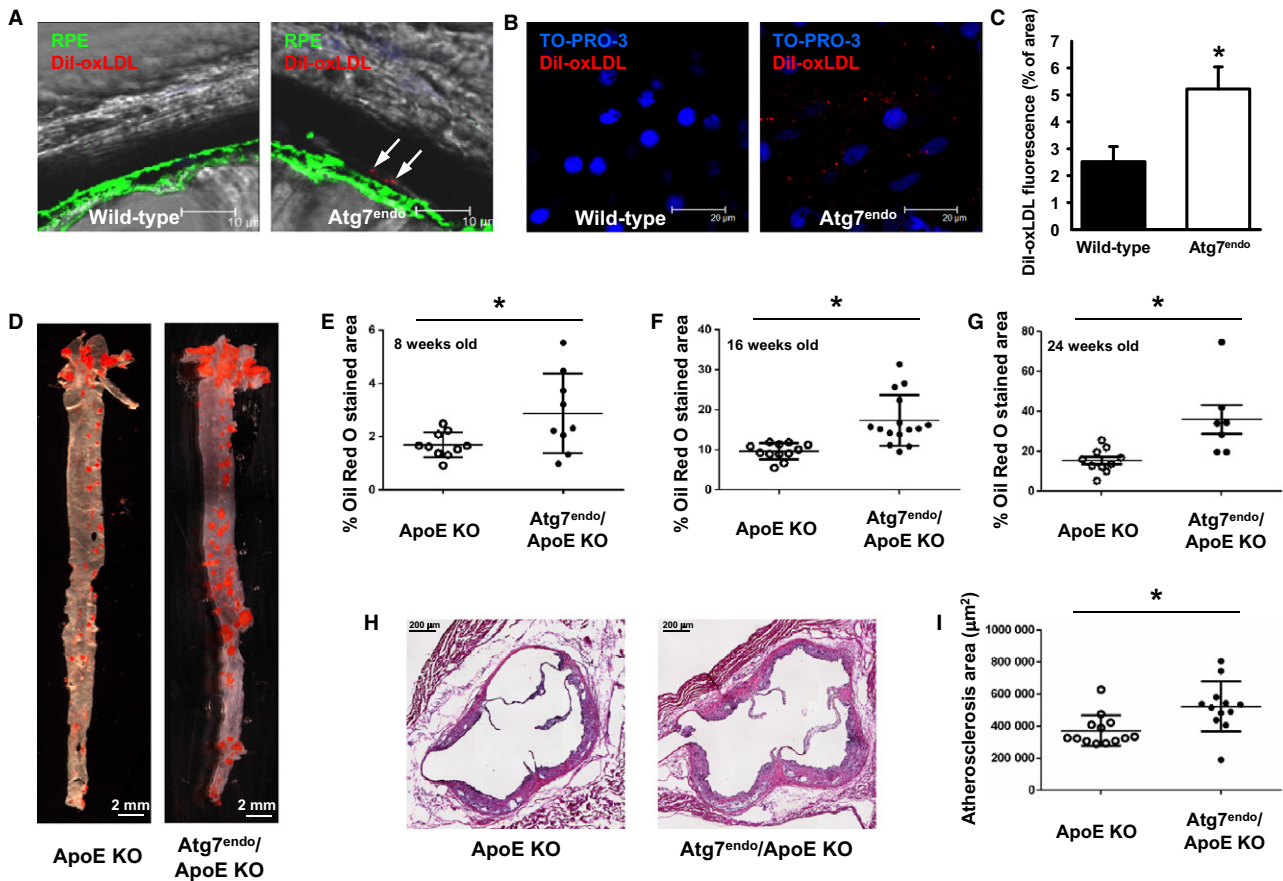 A
RPE
Dil-oxLDL
Wild-type
10 µ
RPE
Dil-oxLDL
Atg7endo
10 µ
B
TO-PRO-3
Dil-oxLDL
Wild-type
20 µm
TO-PRO-3
Dil-oxLDL
Atg7endo
20 µm
C
Dil-oxLDL fluorescence (% of area)
7
6
5
4
3
2
1
0
*
Wild-type
Atg7endo
D
2 mm
ApoE KO
2 mm
Atg7endo/
ApoE KO
E
% Oil Red O stained area
6
4
2
0
8 weeks old
*
ApoE KO
Atg7endo/
ApoE KO
F
% Oil Red O stained area
40
30
20
10
0
16 weeks old
*
ApoE KO
Atg7endo/
ApoE KO
G
% Oil Red O stained area
80
60
40
20
0
24 weeks old
*
ApoE KO
Atg7endo/
ApoE KO
H
200 µm
ApoE KO
200 µm
Atg7endo/ApoE KO
I
Atherosclerosis area (µm2)
1000 000
800 000
600 000
400 000
200 000
0
*
ApoE KO
Atg7endo/
ApoE KO